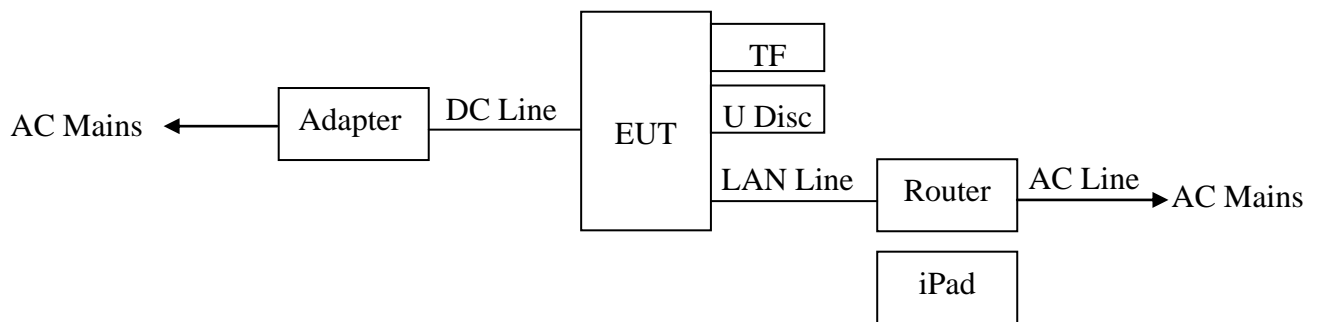 TF
AC Mains
Adapter
DC Line
EUT
U Disc
LAN Line
Router
AC Line
AC Mains
iPad